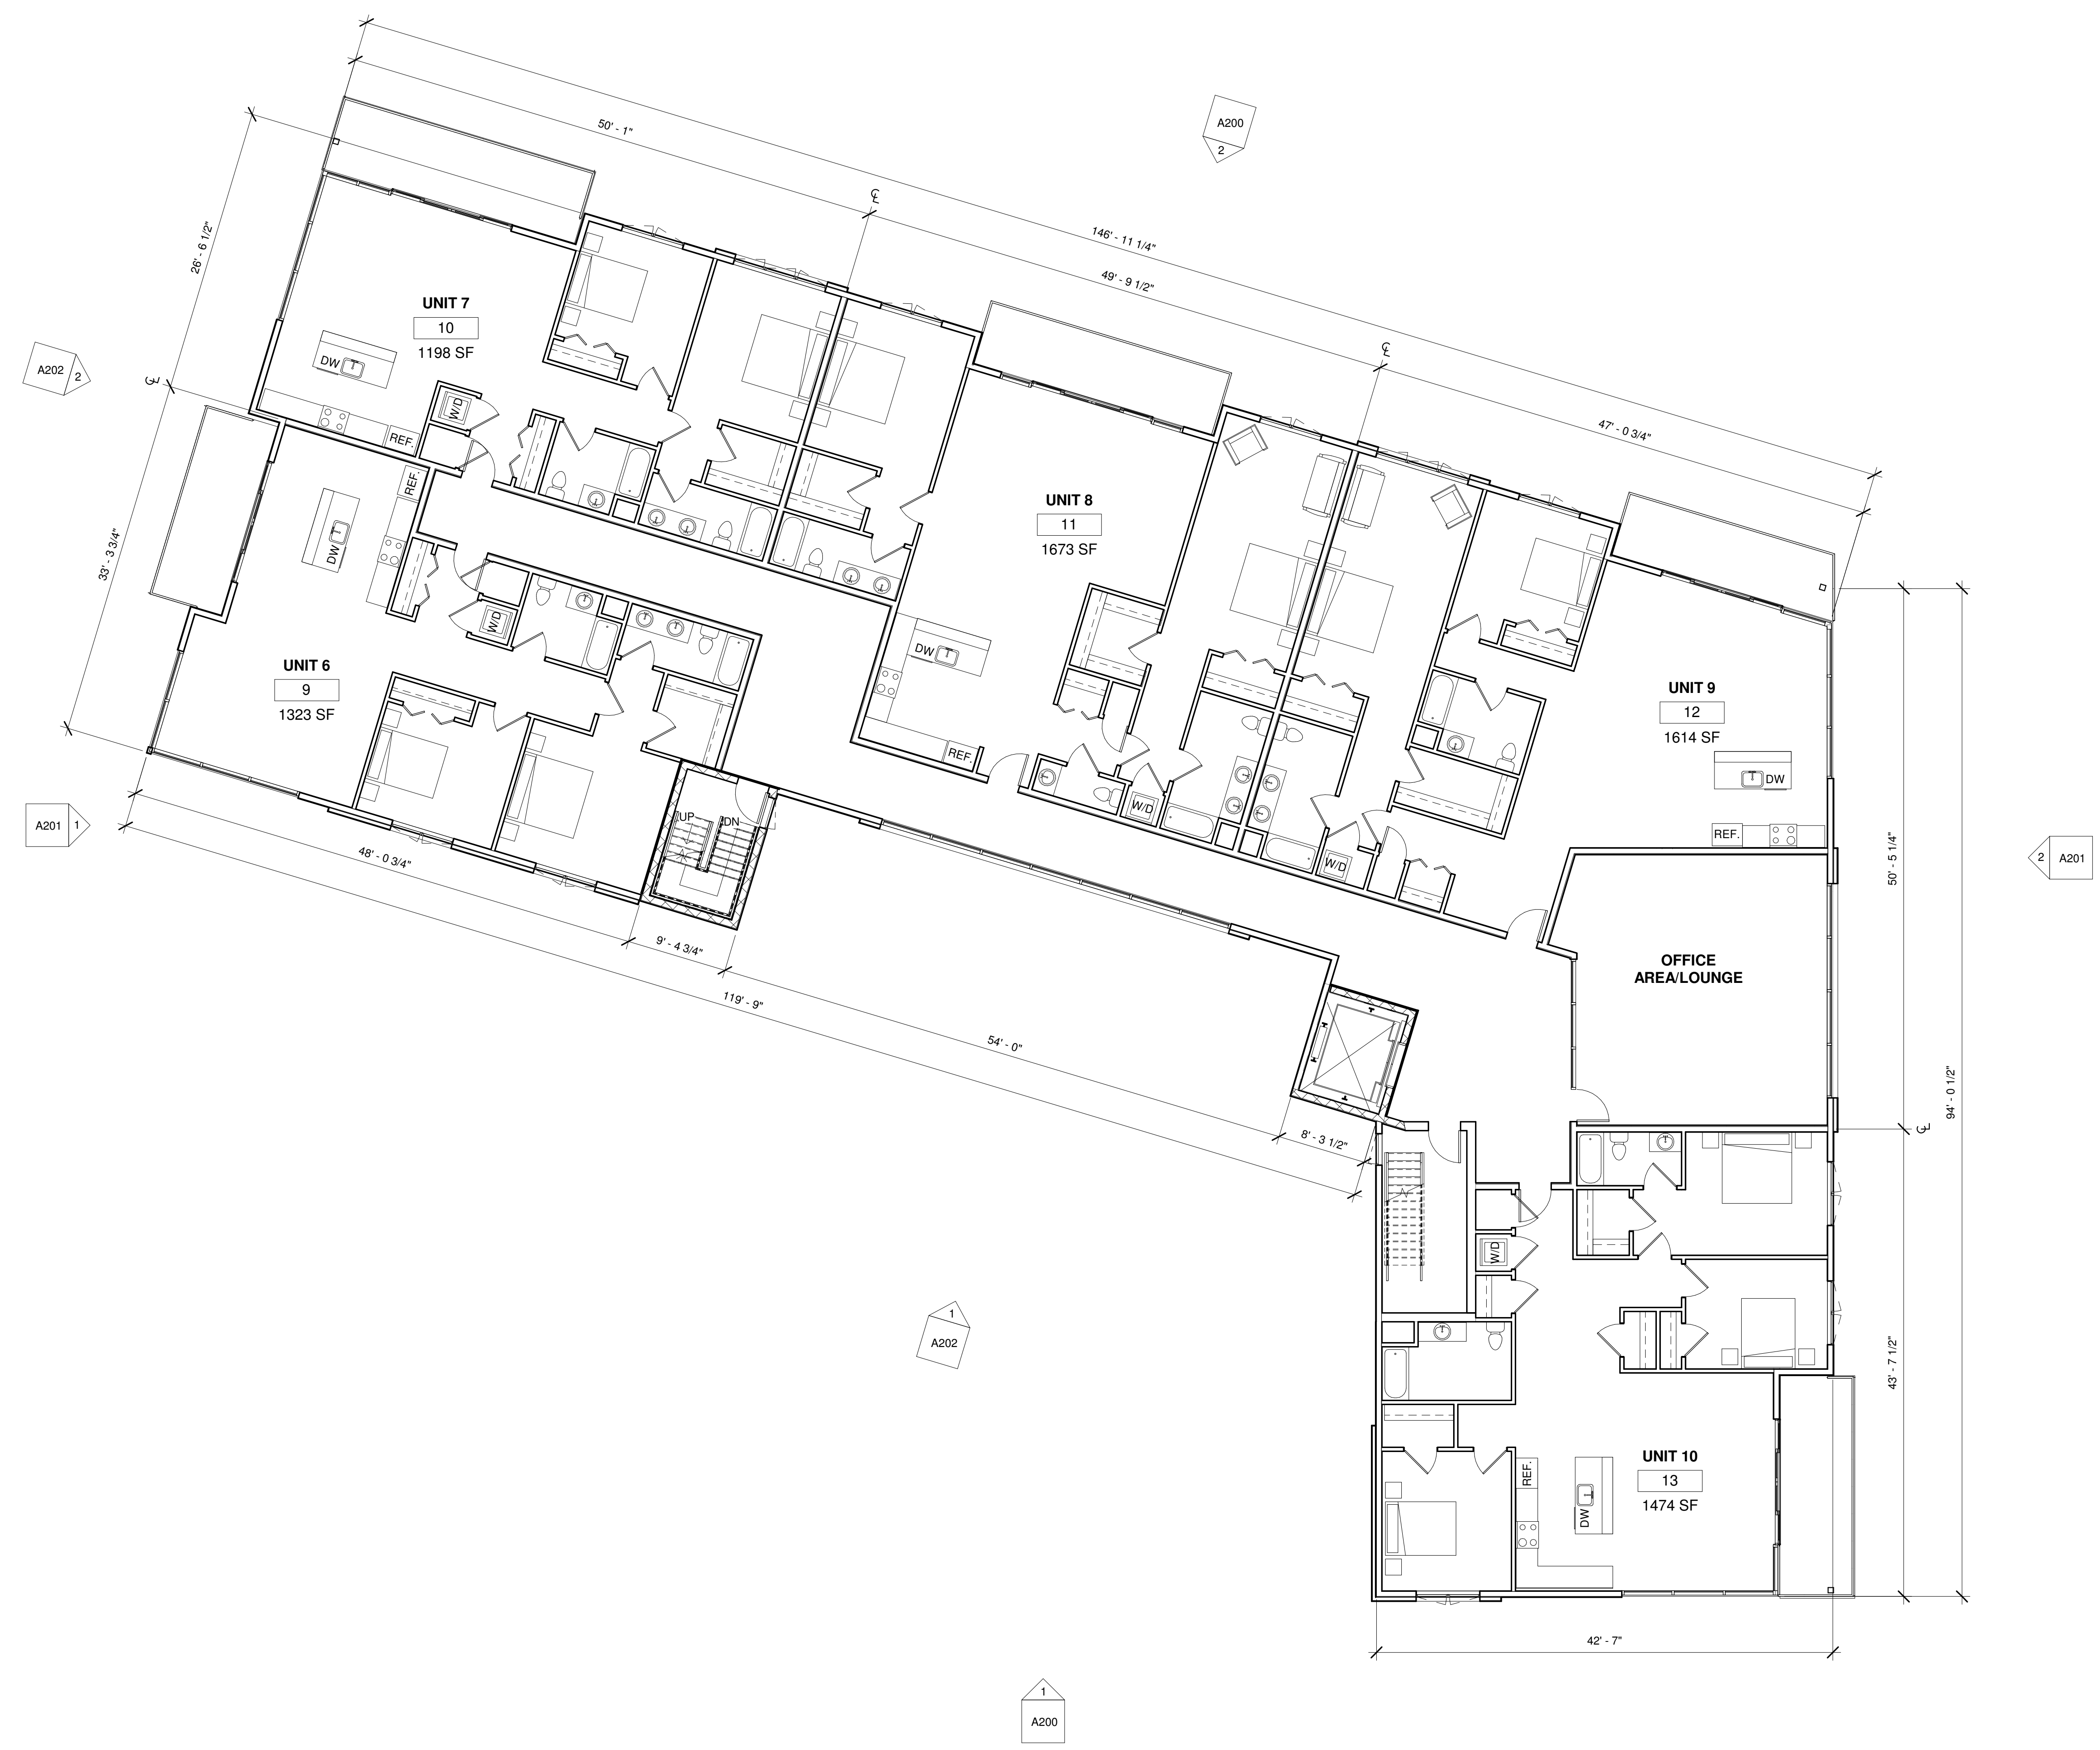 A200
2
50' - 1"
℄
146' - 11 1/4"
49' - 9 1/2"
℄
47' - 0 3/4"
26' - 6 1/2"
UNIT 7
10
1198 SF
DW
W/D
REF.
A202
2
℄
33' - 3 3/4"
REF.
DW
W/D
UNIT 6
9
1323 SF
UNIT 8
11
1673 SF
DW
REF.
W/D
W/D
UNIT 9
12
1614 SF
DW
REF.
A201
1
UP
DN
48' - 0 3/4"
9' - 4 3/4"
119' - 9"
54' - 0"
8' - 3 1/2"
OFFICE
AREA/LOUNGE
50' - 5 1/4"
2
A201
94' - 0 1/2"
℄
W/D
43' - 7 1/2"
1
A202
UNIT 10
13
1474 SF
REF.
DW
42' - 7"
1
A200